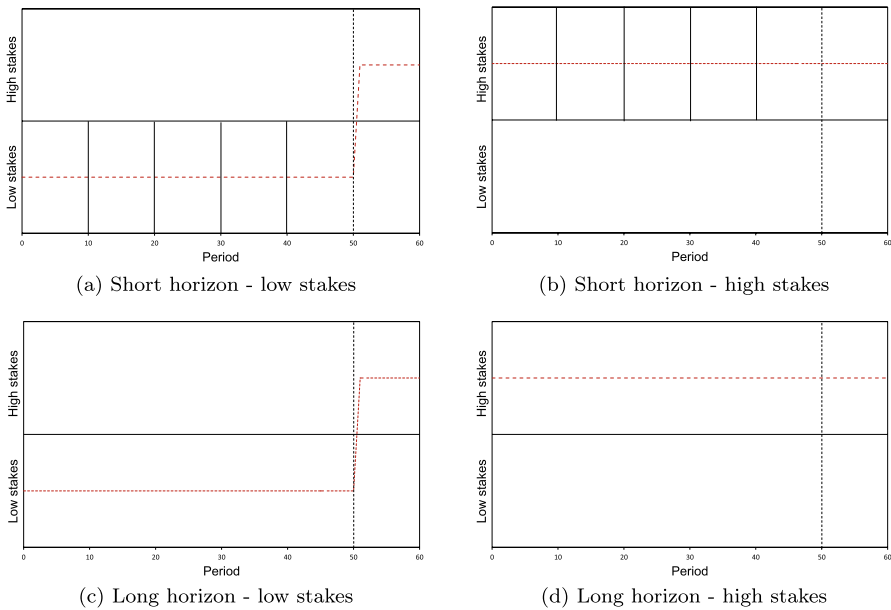 High stakes
Low stakes
0 10 20 30 40 50 60
Period
(a) Short horizon - low stakes
High stakes
Low stakes
0 10 20 30 40 50 60
Period
(b) Short horizon - high stakes
High stakes
Low stakes
0 10 20 30 40 50 60
Period
(c) Long horizon - low stakes
High stakes
Low stakes
0 10 20 30 40 50 60
Period
(d) Long horizon - high stakes